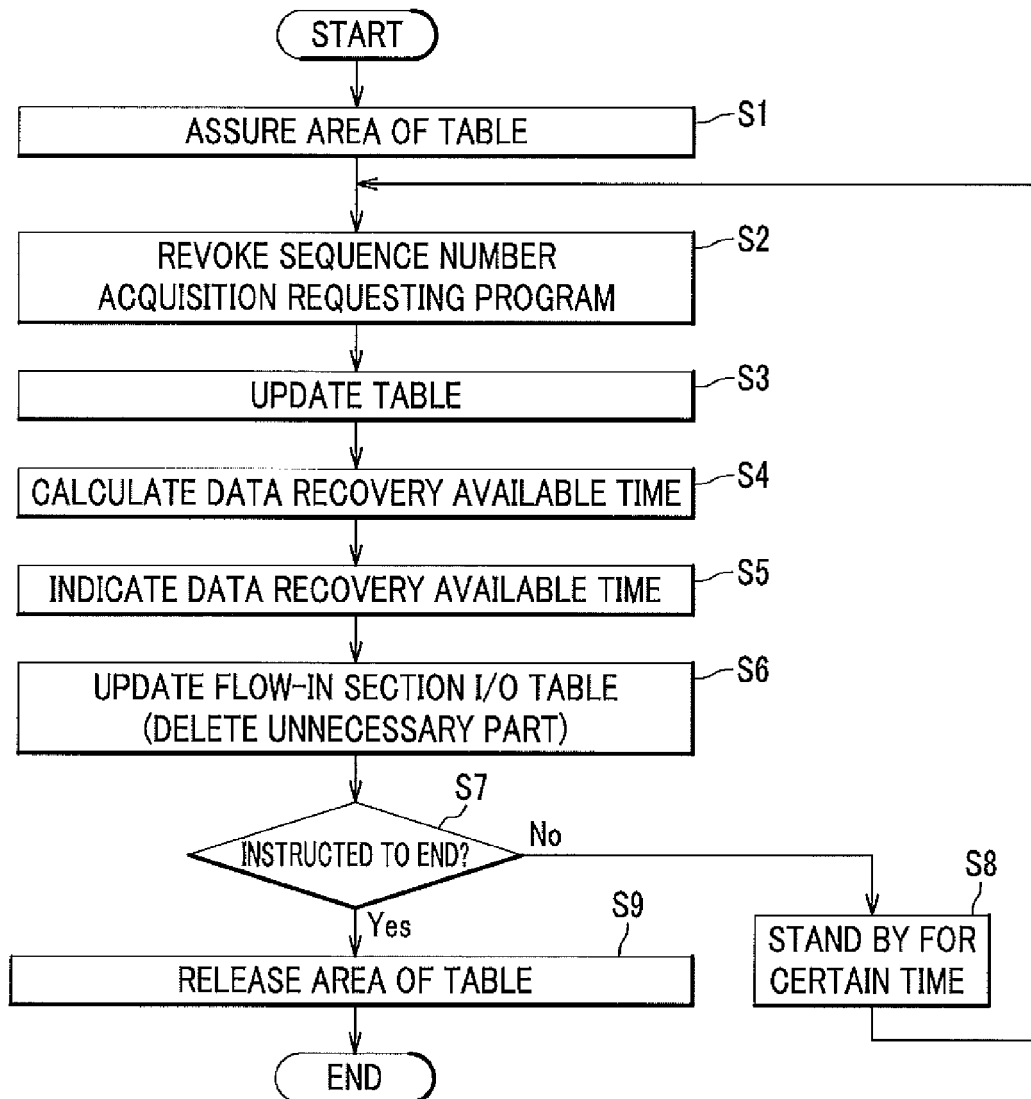 START
S1
ASSURE AREA OF TABLE
S2
REVOKE SEQUENCE NUMBER
ACQUISITION REQUESTING PROGRAM
S3
UPDATE TABLE
S4
CALCULATE DATA RECOVERY AVAILABLE TIME
S5
INDICATE DATA RECOVERY AVAILABLE TIME
S6
UPDATE FLOW-IN SECTION I/O TABLE
(DELETE UNNECESSARY PART)
S7
INSTRUCTED TO END?
No
Yes
S8
STAND BY FOR
CERTAIN TIME
S9
RELEASE AREA OF TABLE
END